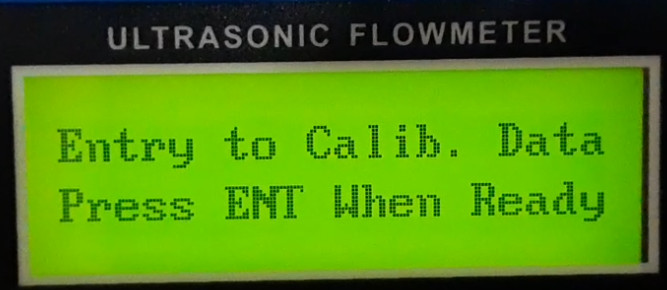 ULTRASONIC FLOWMETER
Entry to Calib. Data
Press ENT When Ready